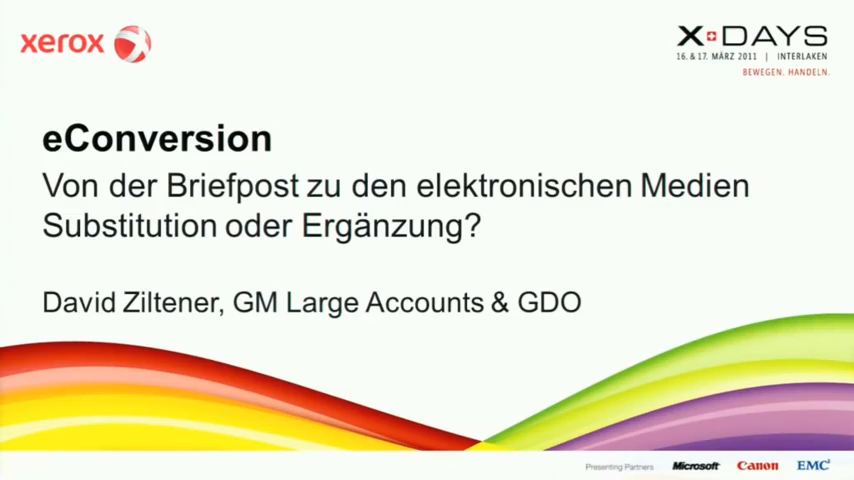 xerox
X+DAYS
16. & 17. MÄRZ 2011 | INTERLAKEN
BEWEGEN. HANDELN.
eConversion
Von der Briefpost zu den elektronischen Medien
Substitution oder Ergänzung?
David Ziltener, GM Large Accounts & GDO
Presenting Partners Microsoft Canon EMC²